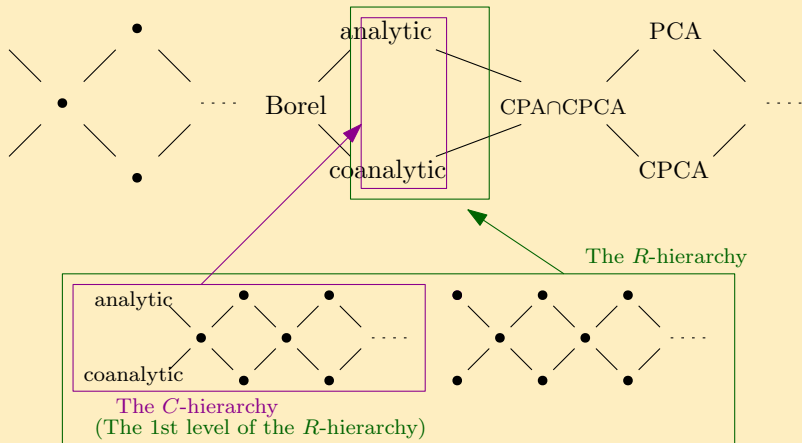 analytic
PCA
Borel
CPA∩CPCA
coanalytic
CPCA
The R-hierarchy
analytic
coanalytic
The C-hierarchy
(The 1st level of the R-hierarchy)